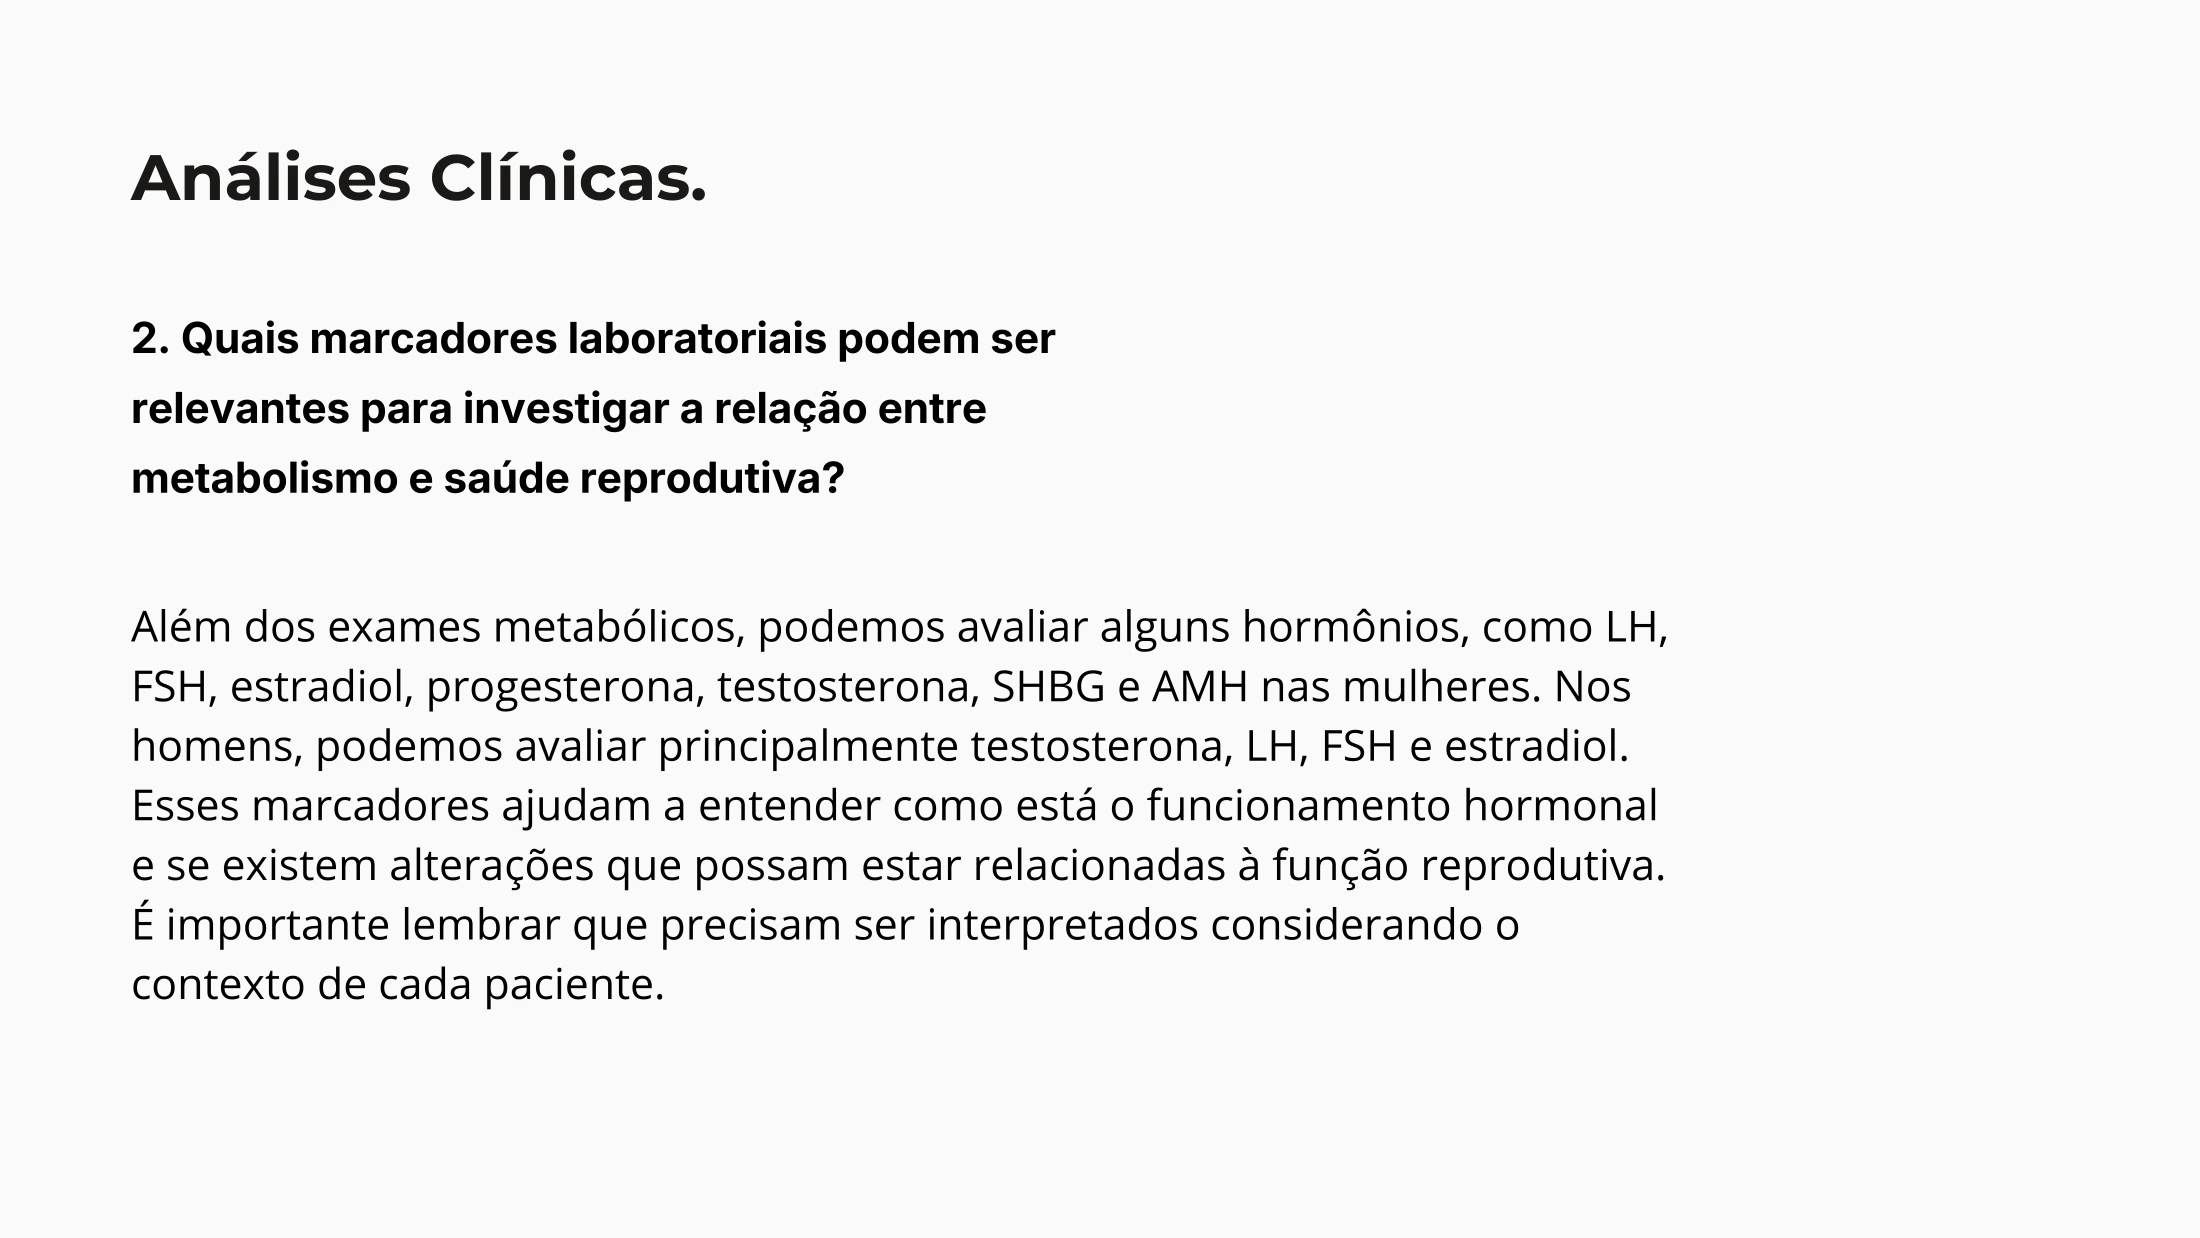 Análises Clínicas.
2. Quais marcadores laboratoriais podem ser
relevantes para investigar a relação entre
metabolismo e saúde reprodutiva?
Além dos exames metabólicos, podemos avaliar alguns hormônios, como LH,
FSH, estradiol, progesterona, testosterona, SHBG e AMH nas mulheres. Nos
homens, podemos avaliar principalmente testosterona, LH, FSH e estradiol.
Esses marcadores ajudam a entender como está o funcionamento hormonal
e se existem alterações que possam estar relacionadas à função reprodutiva.
É importante lembrar que precisam ser interpretados considerando o
contexto de cada paciente.